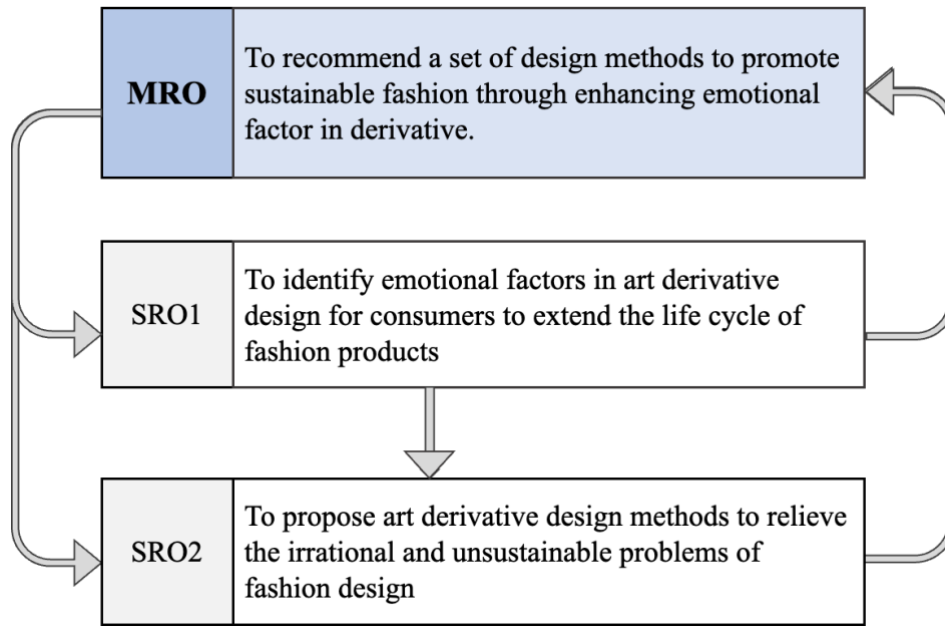 MRO
To recommend a set of design methods to promote
sustainable fashion through enhancing emotional
factor in derivative.
SRO1
To identify emotional factors in art derivative
design for consumers to extend the life cycle of
fashion products
SRO2
To propose art derivative design methods to relieve
the irrational and unsustainable problems of
fashion design